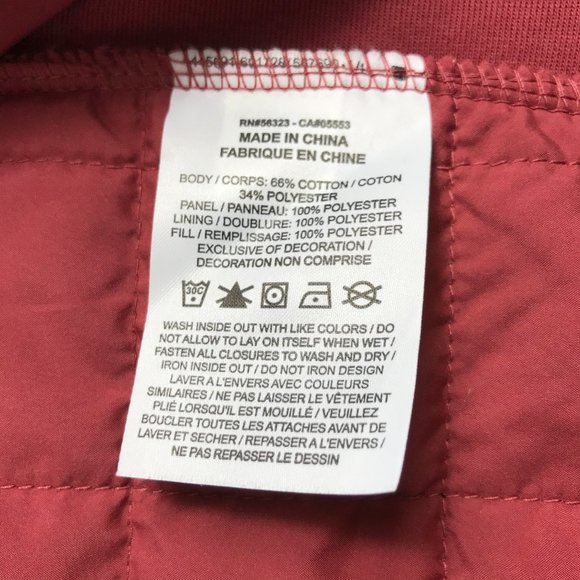 RN#56323 - CA#05553
MADE IN CHINA
FABRIQUE EN CHINE
BODY / CORPS: 66% COTTON / COTON
34% POLYESTER
PANEL / PANNEAU: 100% POLYESTER
LINING / DOUBLURE: 100% POLYESTER
FILL / REMPLISSAGE: 100% POLYESTER
EXCLUSIVE OF DECORATION /
DECORATION NON COMPRISE
30C
WASH INSIDE OUT WITH LIKE COLORS / DO
NOT ALLOW TO LAY ON ITSELF WHEN WET /
FASTEN ALL CLOSURES TO WASH AND DRY /
IRON INSIDE OUT / DO NOT IRON DESIGN
LAVER A L'ENVERS AVEC COULEURS
SIMILAIRES / NE PAS LAISSER LE VÊTEMENT
PLIÉ LORSQU'IL EST MOUILLÉ / VEUILLEZ
BOUCLER TOUTES LES ATTACHES AVANT DE
LAVER ET SECHER / REPASSER A L'ENVERS /
NE PAS REPASSER LE DESSIN